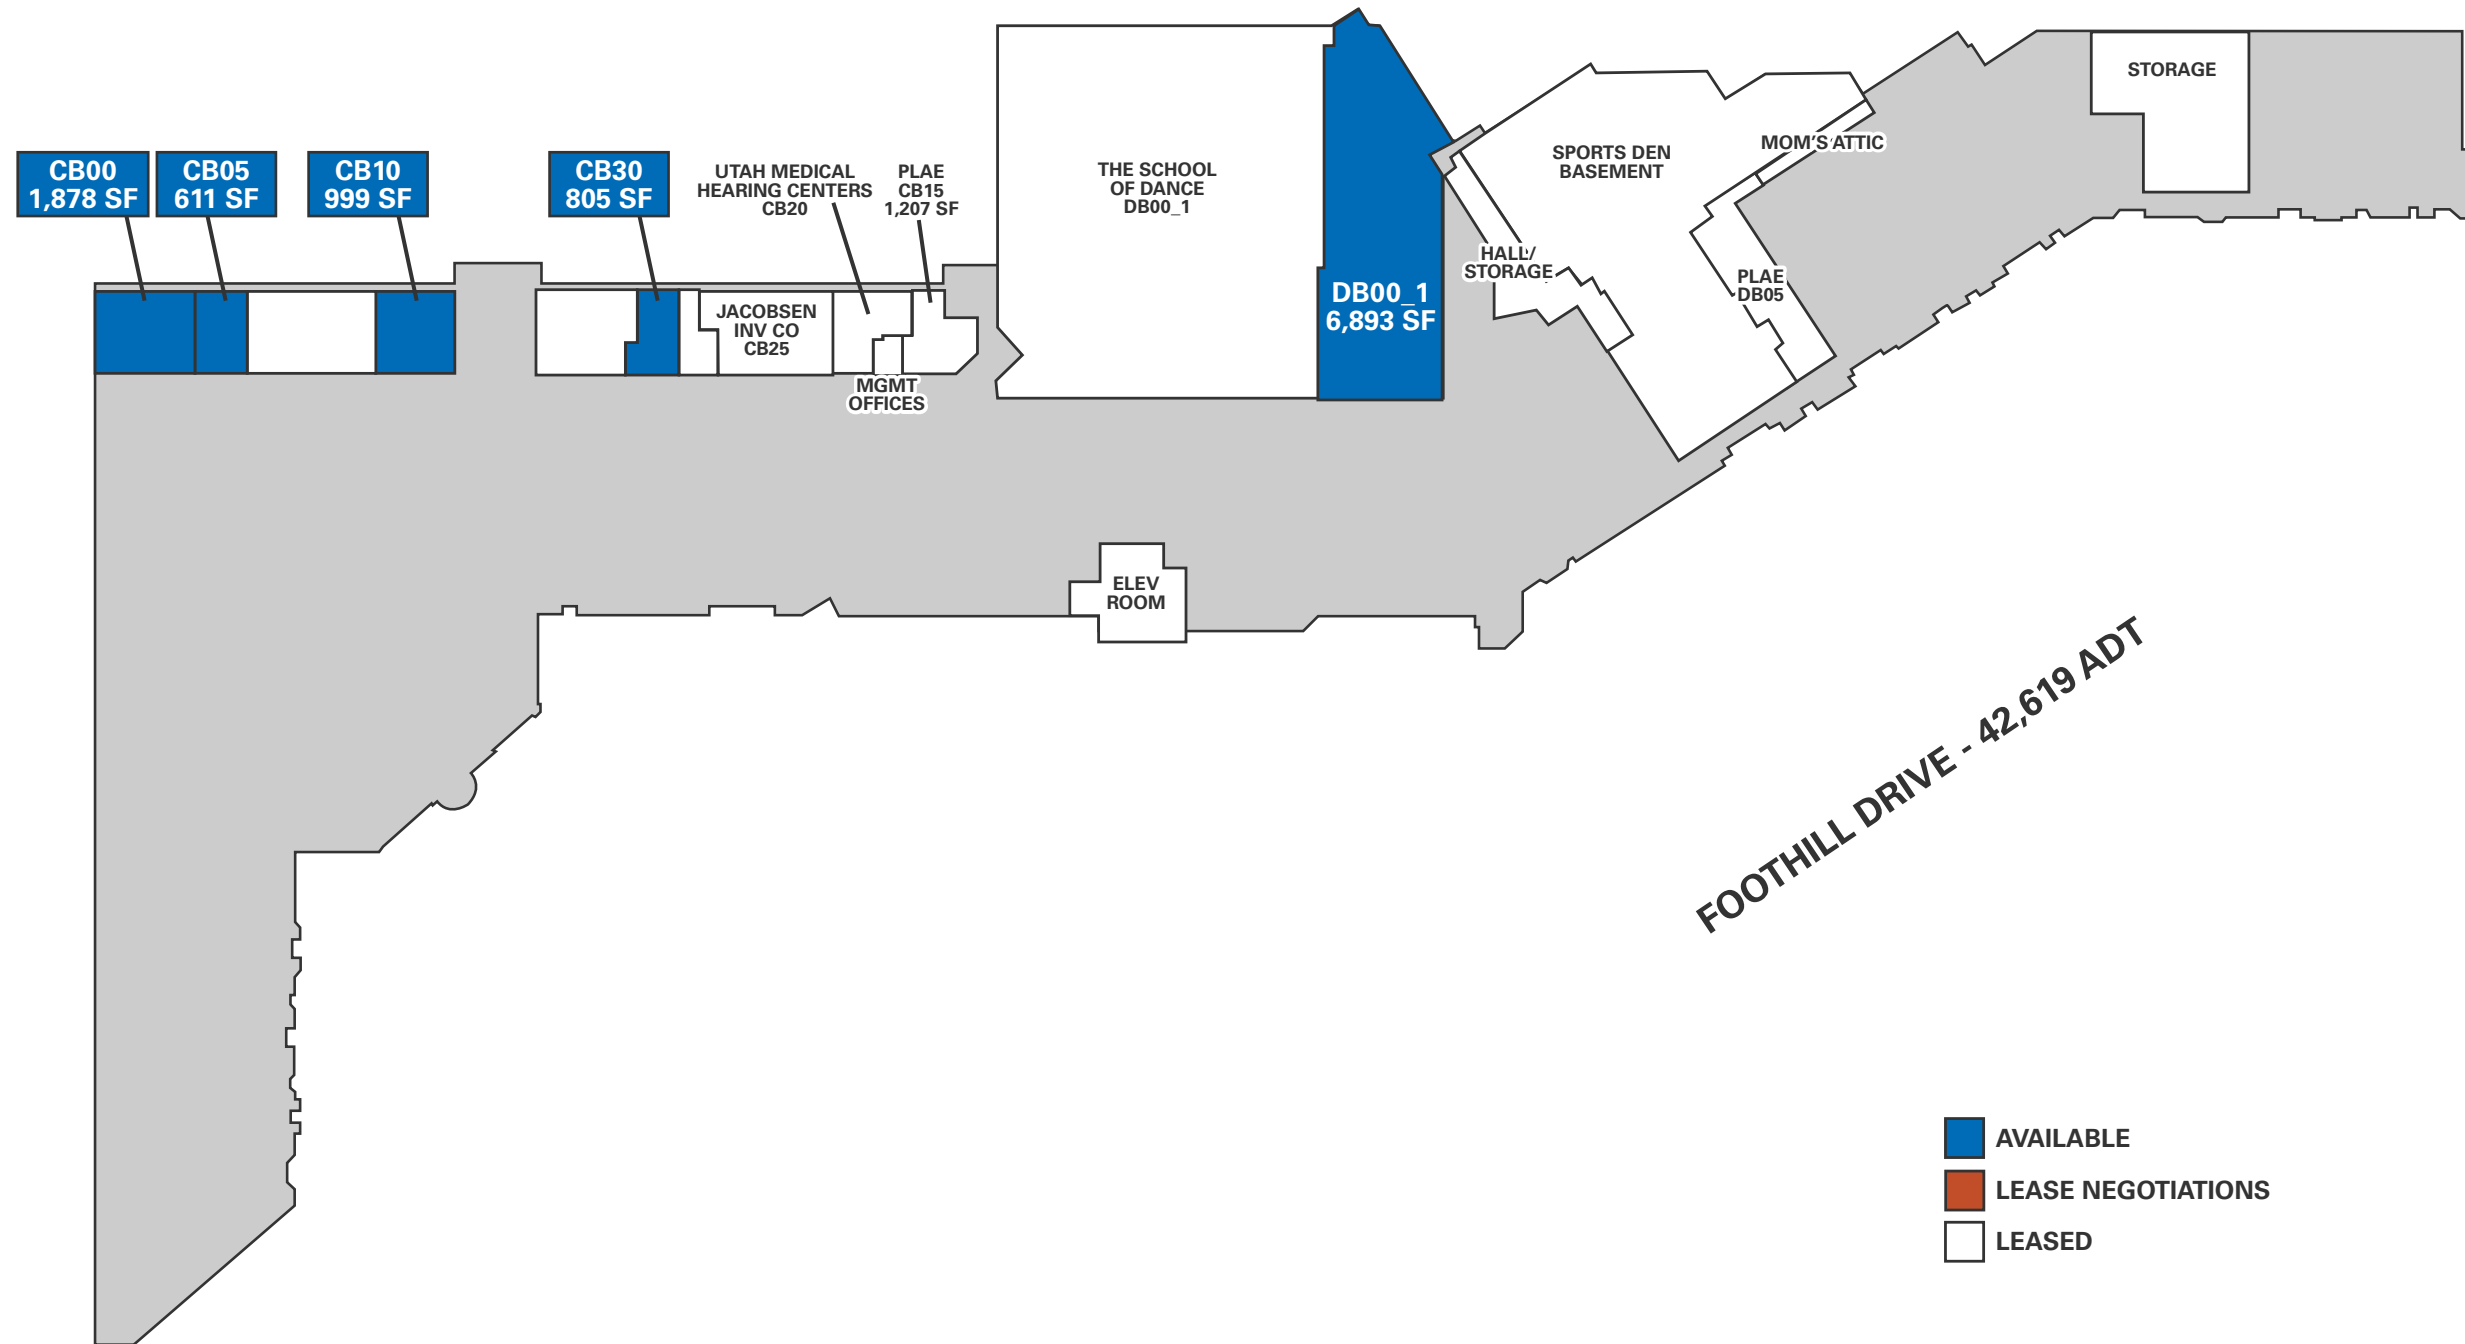 CB00
1,878 SF
CB05
611 SF
CB10
999 SF
CB30
805 SF
UTAH MEDICAL
HEARING CENTERS
CB20
PLAE
CB15
1,207 SF
JACOBSEN
INV CO
CB25
MGMT
OFFICES
THE SCHOOL
OF DANCE
DB00_1
DB00_1
6,893 SF
HALL/
STORAGE
SPORTS DEN
BASEMENT
MOM'S ATTIC
PLAE
DB05
STORAGE
ELEV
ROOM
FOOTHILL DRIVE - 42,619 ADT
AVAILABLE
LEASE NEGOTIATIONS
LEASED